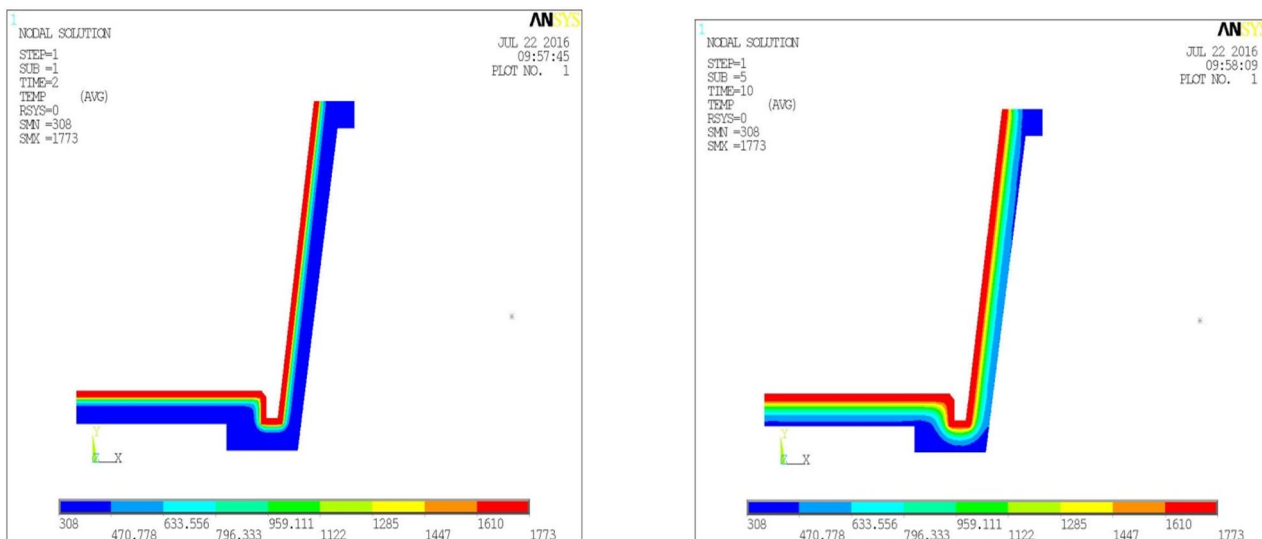 1
ANSYS
NODAL SOLUTION
JUL 22 2016
09:57:45
PLOT NO. 1
STEP=1
SUB =1
TIME=2
TEMP (AVG)
RSYS=0
SMN =308
SMX =1773
Y
Z X
308 470.778 633.556 796.333 959.111 1122 1285 1447 1610 1773
1
ANSYS
NODAL SOLUTION
JUL 22 2016
09:58:09
PLOT NO. 1
STEP=1
SUB =5
TIME=10
TEMP (AVG)
RSYS=0
SMN =308
SMX =1773
Y
Z X
308 470.778 633.556 796.333 959.111 1122 1285 1447 1610 1773